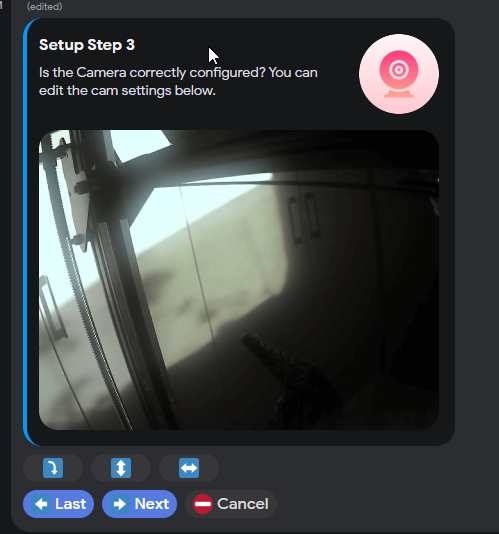 (edited)
Setup Step 3
Is the Camera correctly configured? You can
edit the cam settings below.
Last Next Cancel